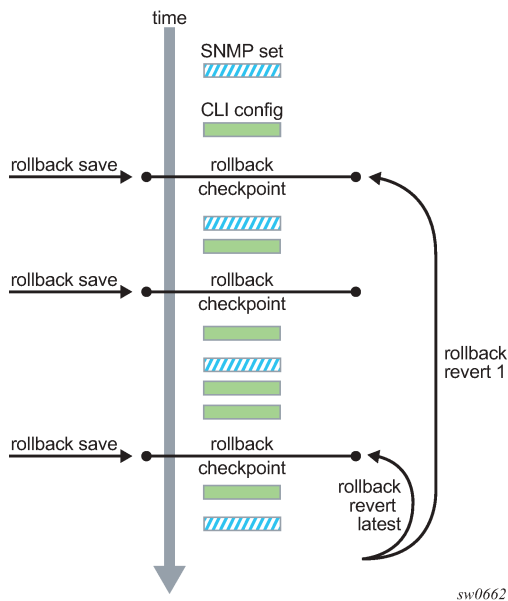 time
SNMP set
CLI config
rollback save
rollback
checkpoint
rollback save
rollback
checkpoint
rollback
revert 1
rollback save
rollback
checkpoint
rollback
revert
latest
sw0662